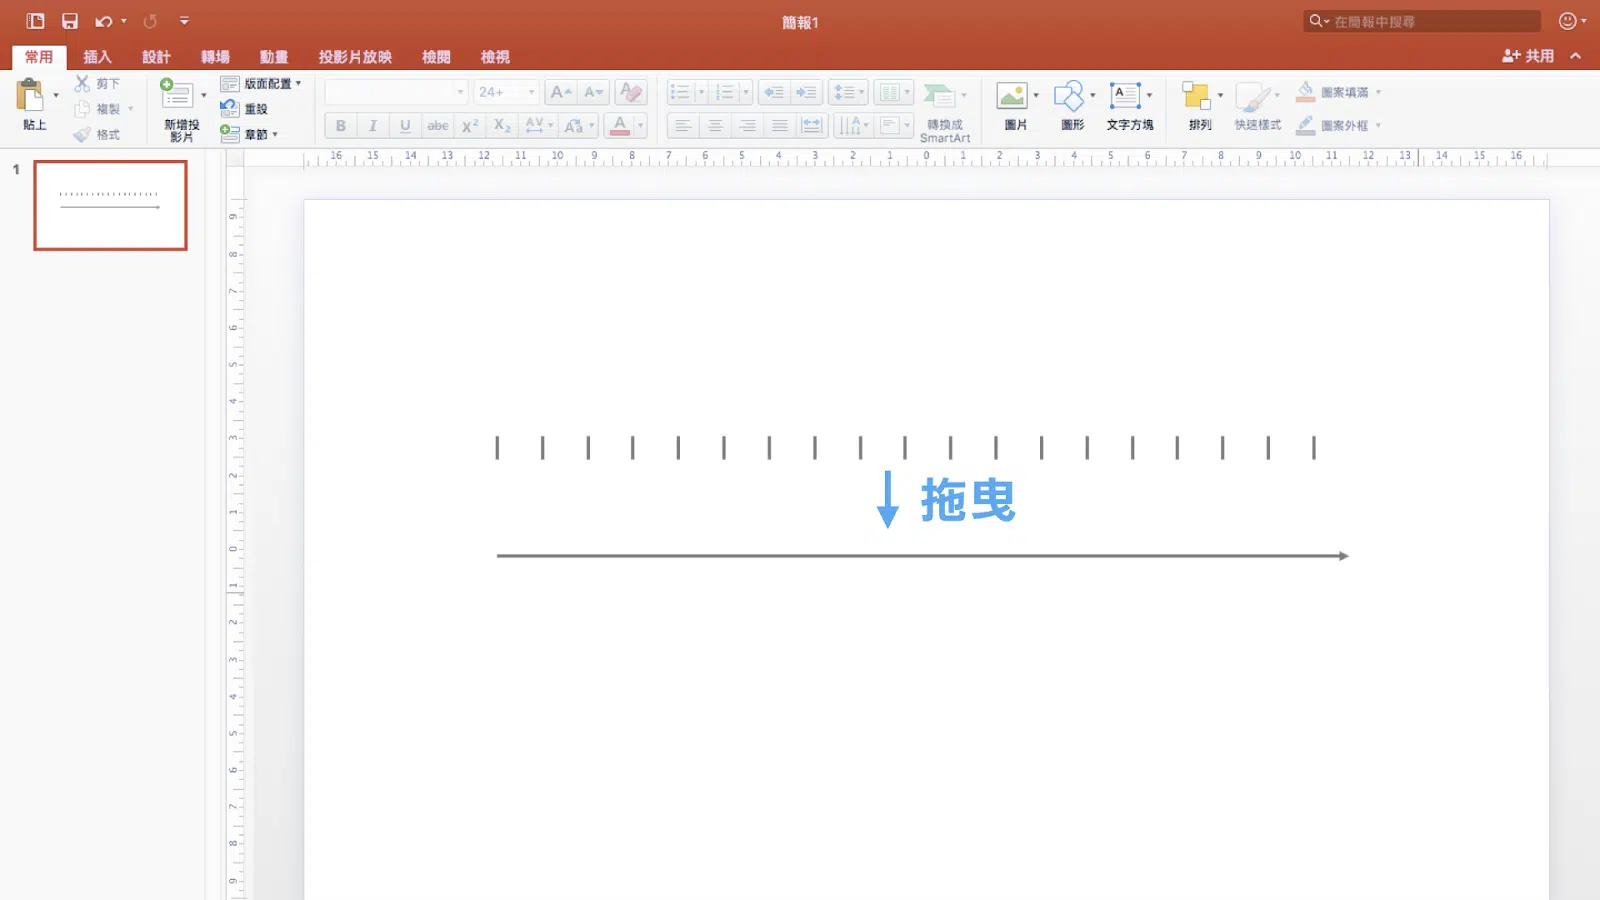 簡報1
在簡報中搜尋
常用 插入 設計 轉場 動畫 投影片放映 檢閱 檢視 共用
貼上
剪下
複製
格式
新增投影片
版面配置
重設
章節
24+
A A A
B I U abc X² X₂ AV Aa A
轉換成
SmartArt
圖片
圖形
文字方塊
排列
快速樣式
圖案填滿
圖案外框
1
16 15 14 13 12 11 10 9 8 7 6 5 4 3 2 1 0 1 2 3 4 5 6 7 8 9 10 11 12 13 14 15 16
9
8
7
6
5
4
3
2
1
0
1
2
3
4
5
6
7
8
9
拖曳